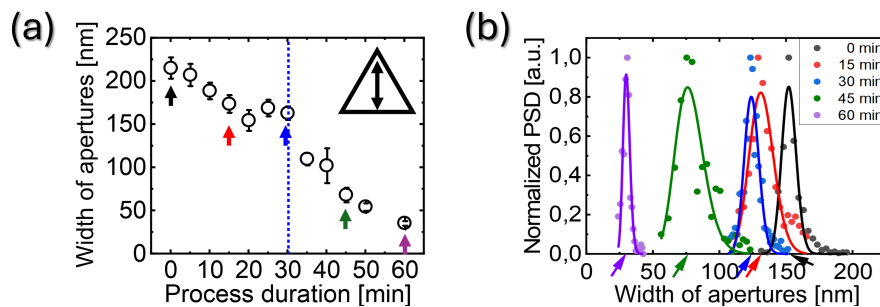 (a)
Width of apertures [nm]
250
200
150
100
50
0
0 10 20 30 40 50 60
Process duration [min]
(b)
Normalized PSD [a.u.]
1.0
0,8
0,6
0,4
0,2
0,0
0 min
15 min
30 min
45 min
60 min
0 50 100 150 200
Width of apertures [nm]